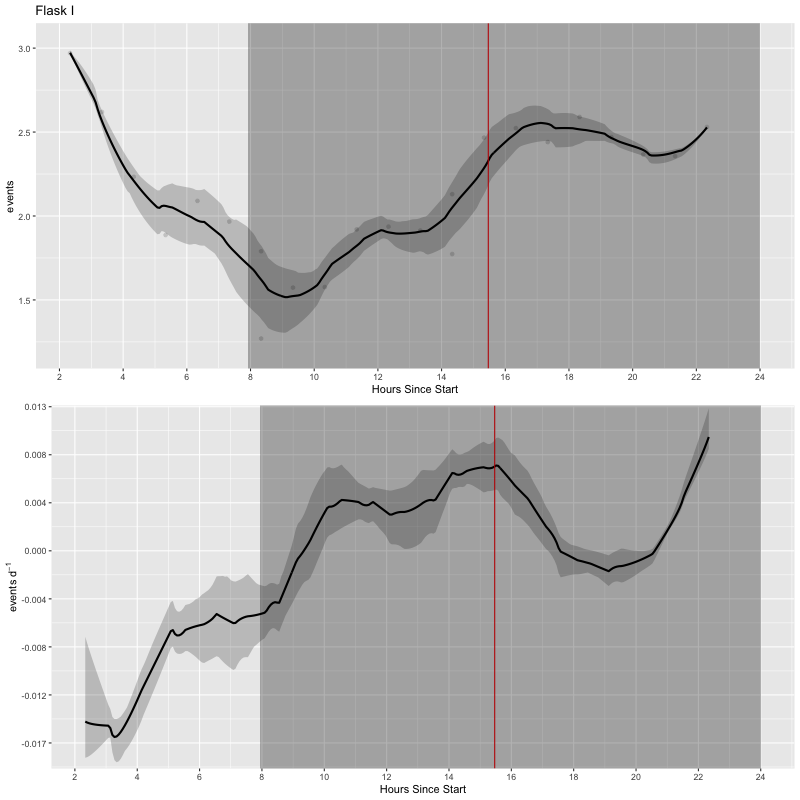 Flask I
3.0
2.5
2.0
1.5
events
2 4 6 8 10 12 14 16 18 20 22 24
Hours Since Start
0.013
0.008
0.004
0.000
-0.004
-0.008
-0.012
-0.017
events d⁻¹
2 4 6 8 10 12 14 16 18 20 22 24
Hours Since Start